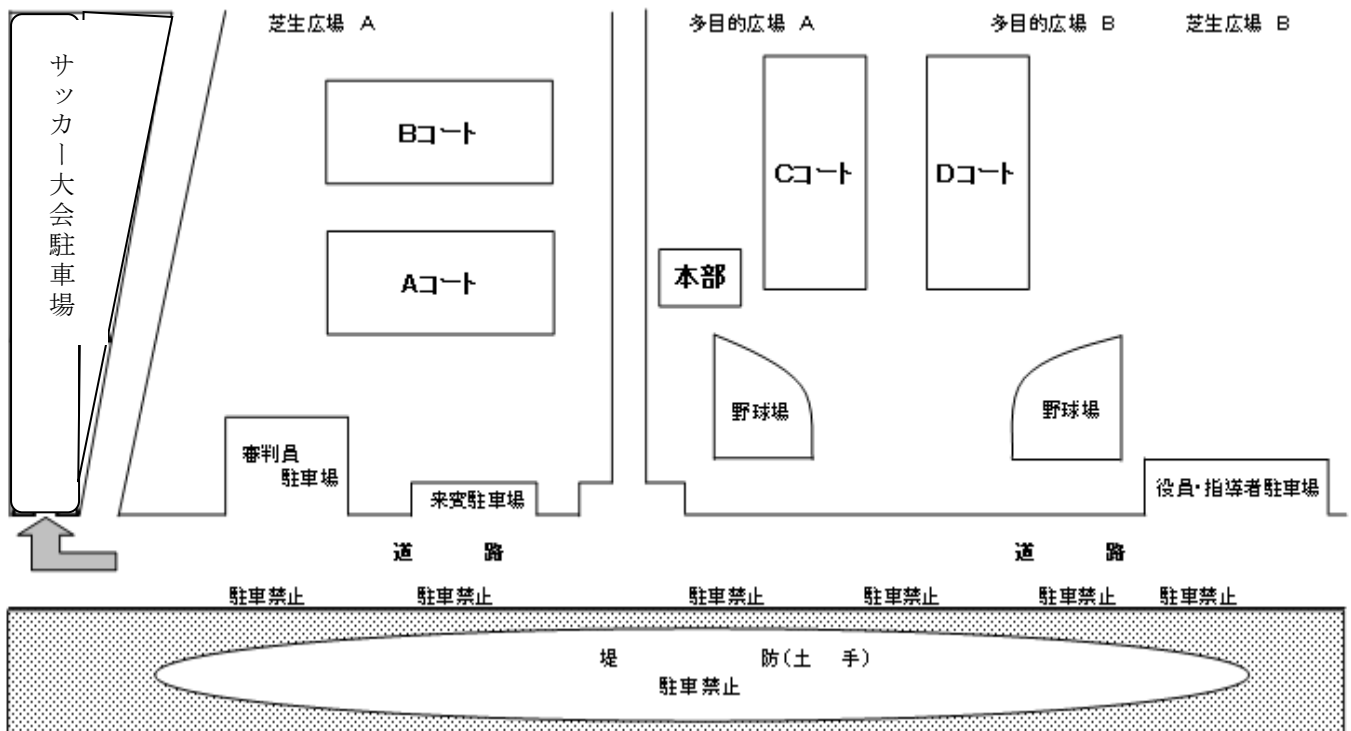 芝生広場 A
多目的広場 A
多目的広場 B
芝生広場 B
サッカー大会駐車場
Bコート
Cコート
Dコート
Aコート
本部
野球場
野球場
審判員
駐車場
来変駐車場
役員・指導者駐車場
道 路
道 路
駐車禁止
駐車禁止
駐車禁止
駐車禁止
駐車禁止
駐車禁止
堤 防(土 手)
駐車禁止